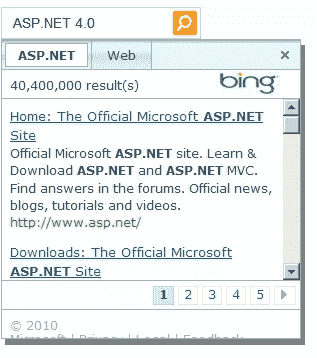 ASP.NET 4.0
ASP.NET Web
40,400,000 result(s) bing
Home: The Official Microsoft ASP.NET
Site
Official Microsoft ASP.NET site. Learn &
Download ASP.NET and ASP.NET MVC.
Find answers in the forums. Official news,
blogs, tutorials and videos.
http://www.asp.net/
Downloads: The Official Microsoft
ASP.NET Site
1 2 3 4 5
© 2010
Microsoft | Privacy | Legal | Feedback